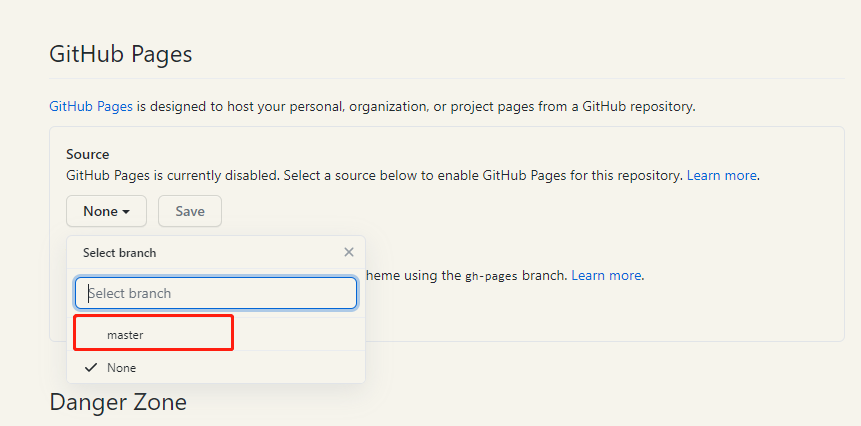 GitHub Pages
GitHub Pages is designed to host your personal, organization, or project pages from a GitHub repository.
Source
GitHub Pages is currently disabled. Select a source below to enable GitHub Pages for this repository. Learn more.
None Save
Select branch
heme using the gh-pages branch. Learn more.
Select branch
master
None
Danger Zone